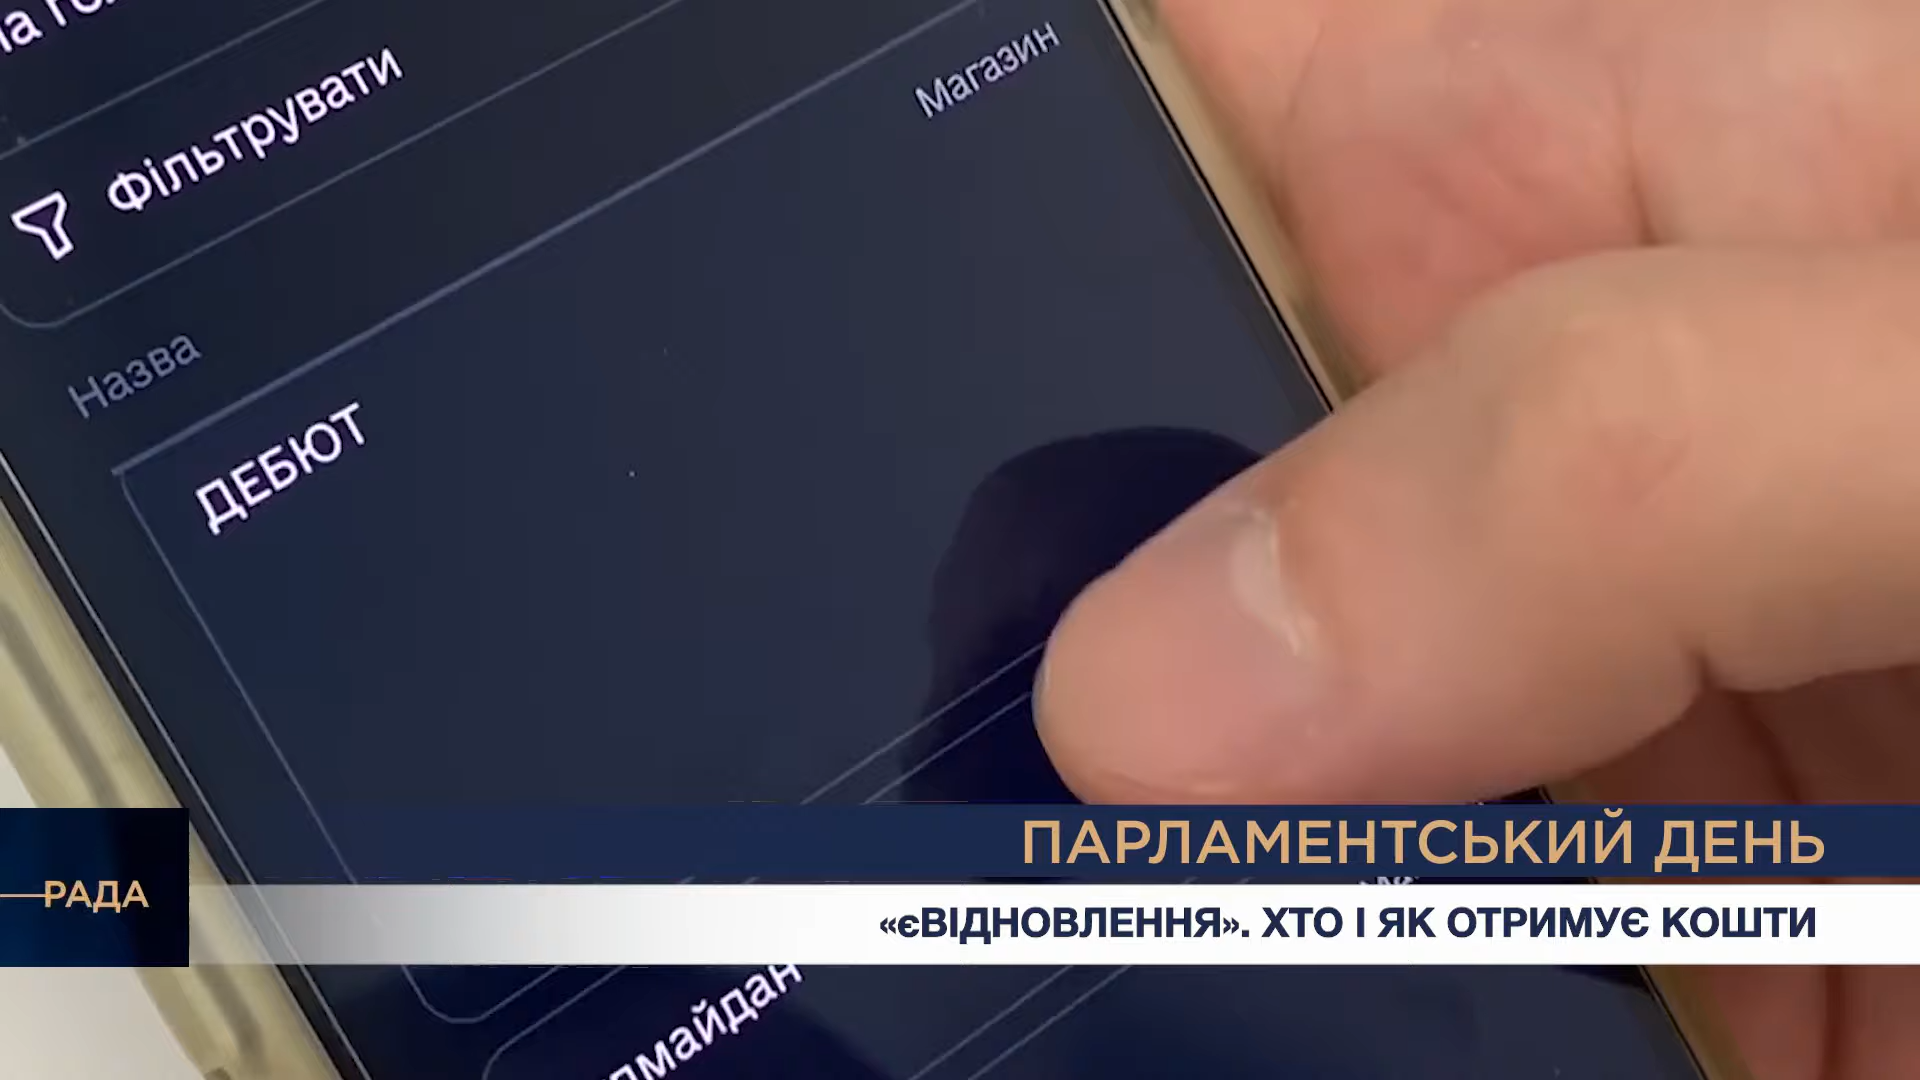 Фільтрувати
Магазин
Назва
ДЕБЮТ
ПАРЛАМЕНТСЬКИЙ ДЕНЬ
РАДА
«єВІДНОВЛЕННЯ». ХТО І ЯК ОТРИМУЄ КОШТИ